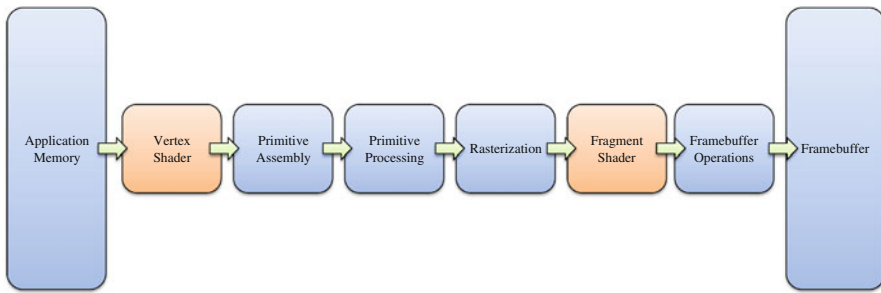 Application
Memory
Vertex
Shader
Primitive
Assembly
Primitive
Processing
Rasterization
Fragment
Shader
Framebuffer
Operations
Framebuffer